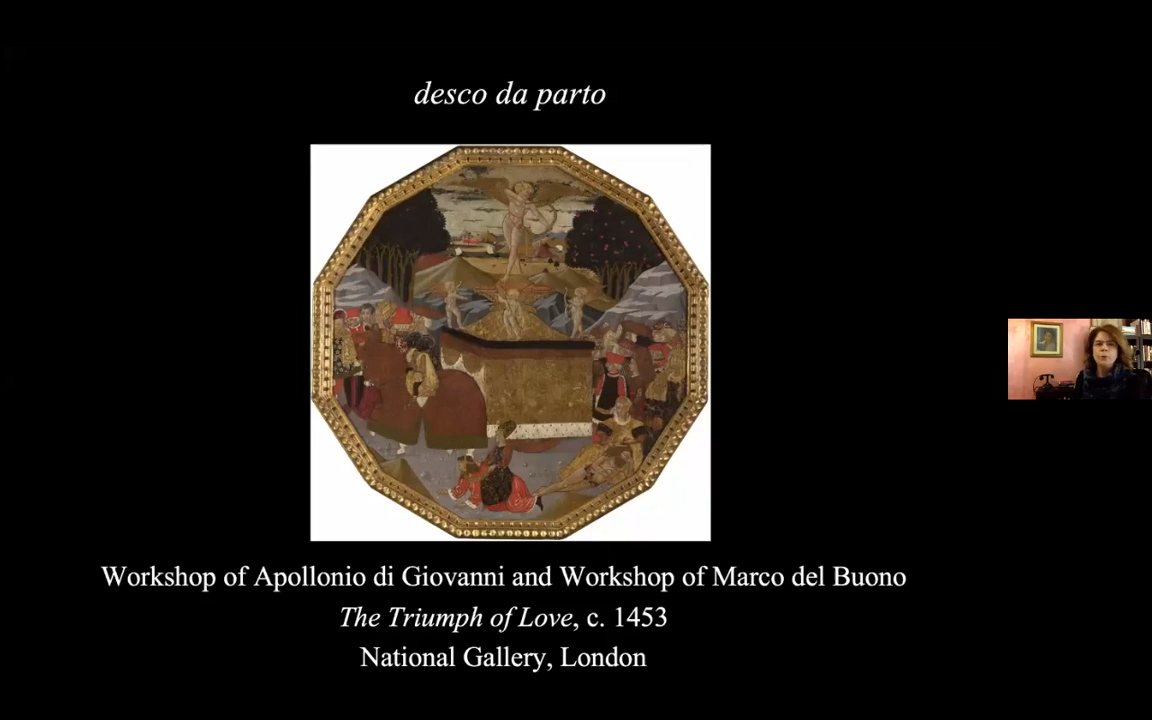 desco da parto
Workshop of Apollonio di Giovanni and Workshop of Marco del Buono
The Triumph of Love, c. 1453
National Gallery, London